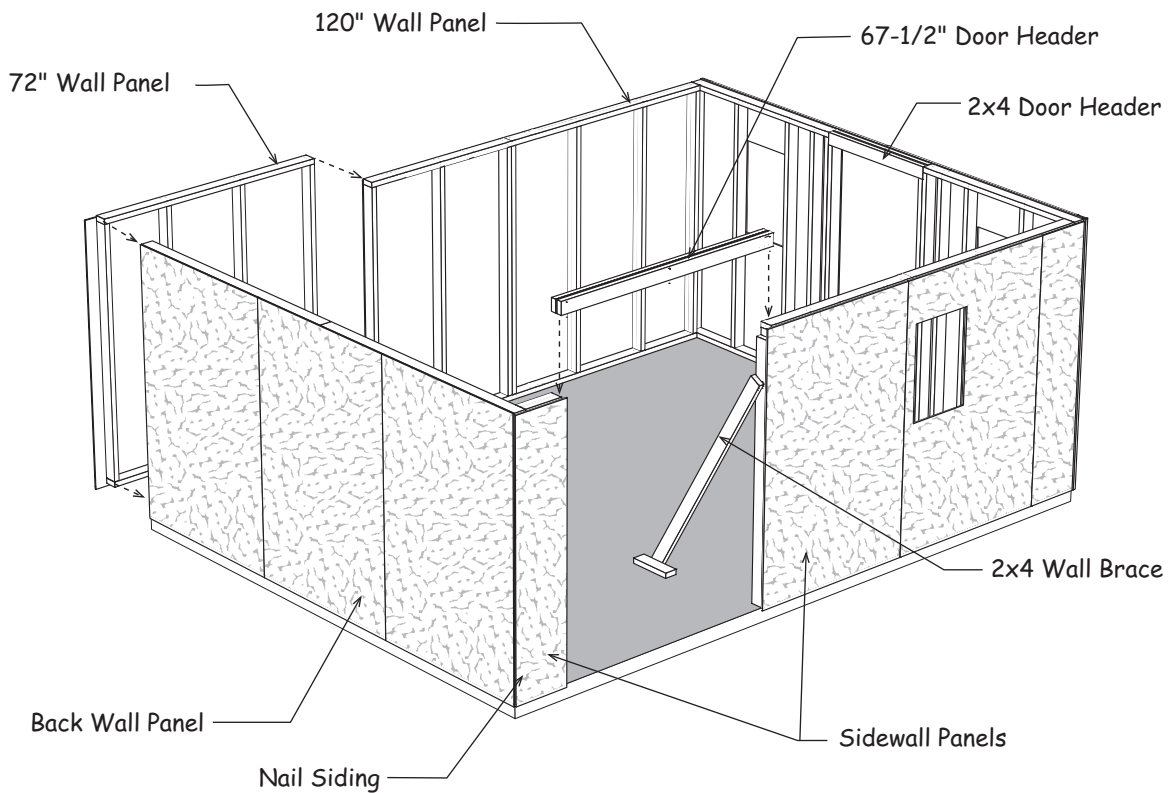 120" Wall Panel
67-1/2" Door Header
72" Wall Panel
2x4 Door Header
2x4 Wall Brace
Back Wall Panel
Sidewall Panels
Nail Siding